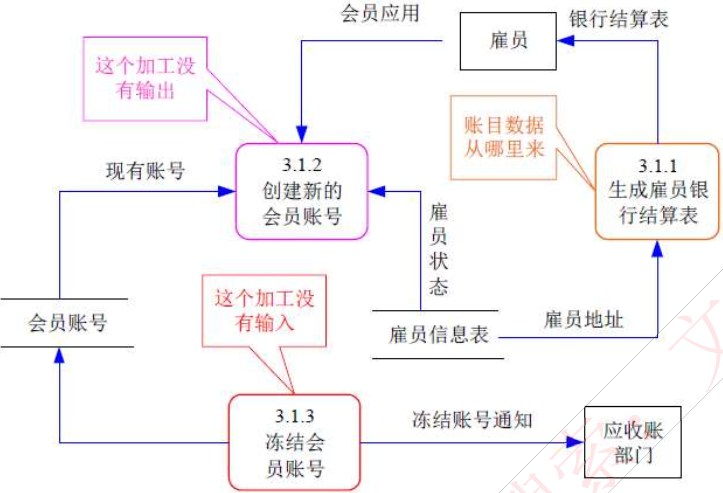 会员应用
银行结算表
雇员
这个加工没
有输出
账目数据
从哪里来
3.1.2
创建新的
会员账号
3.1.1
生成雇员银
行结算表
现有账号
雇员状态
这个加工没
有输入
会员账号
雇员信息表
雇员地址
3.1.3
冻结会
员账号
冻结账号通知
应收账
部门